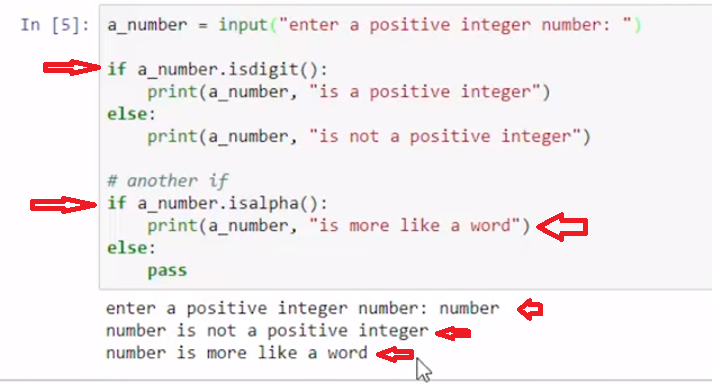 In [5]: a_number = input("enter a positive integer number: ")
if a_number.isdigit():
    print(a_number, "is a positive integer")
else:
    print(a_number, "is not a positive integer")
# another if
if a_number.isalpha():
    print(a_number, "is more like a word")
else:
    pass
enter a positive integer number: number
number is not a positive integer
number is more like a word